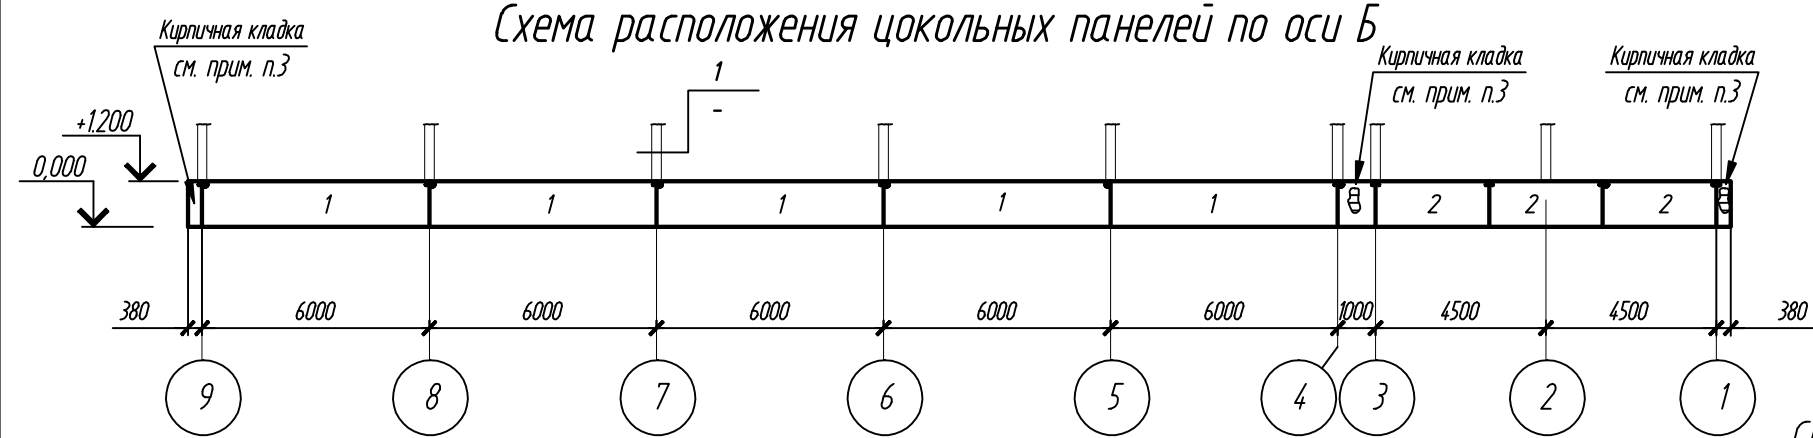 Схема расположения цокольных панелей по оси Б
Кирпичная кладка
см. прим. п.3
1
-
Кирпичная кладка
см. прим. п.3
Кирпичная кладка
см. прим. п.3
+1.200
0,000
1 1 1 1 1 2 2 2
380 6000 6000 6000 6000 6000 1000 4500 4500 380
9 8 7 6 5 4 3 2 1